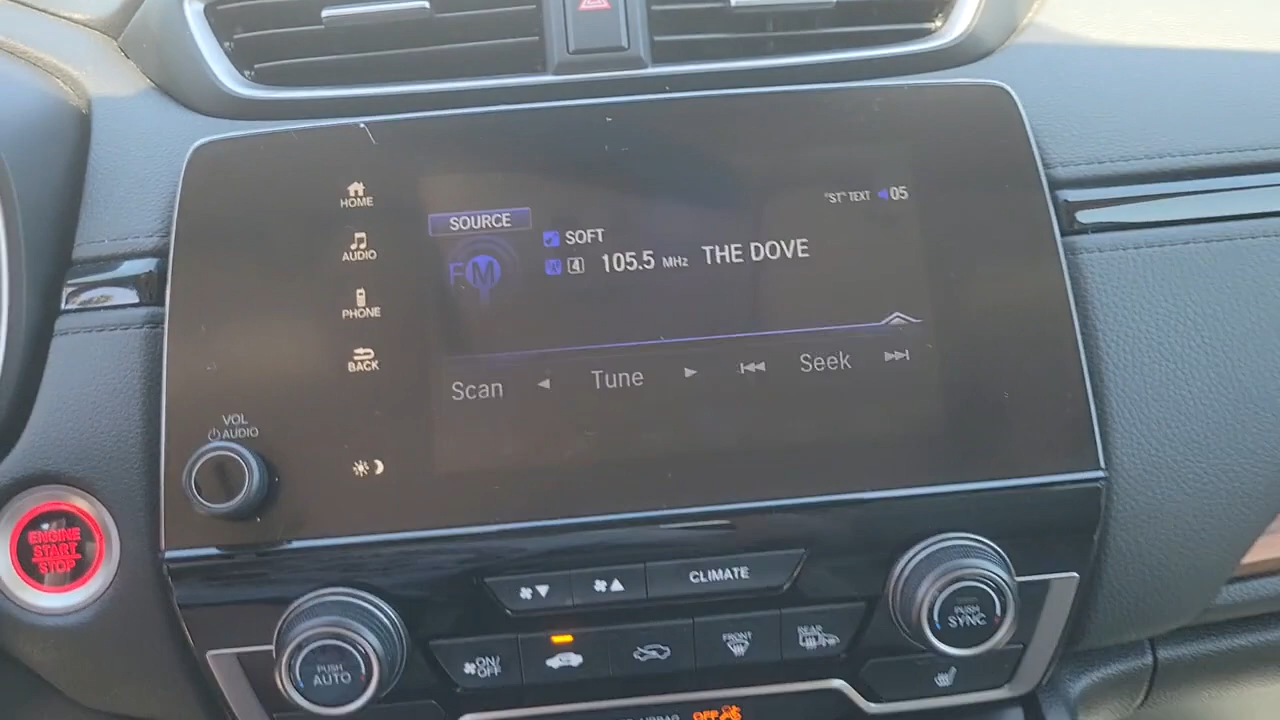 HOME
AUDIO
PHONE
BACK
VOL
AUDIO
SOURCE
"ST" TEXT 05
FM
SOFT
4 105.5 MHz THE DOVE
Scan Tune Seek
ENGINE
START
STOP
CLIMATE
PUSH
AUTO
ON/
OFF
FRONT
REAR
PUSH
SYNC
AIRBAG OFF